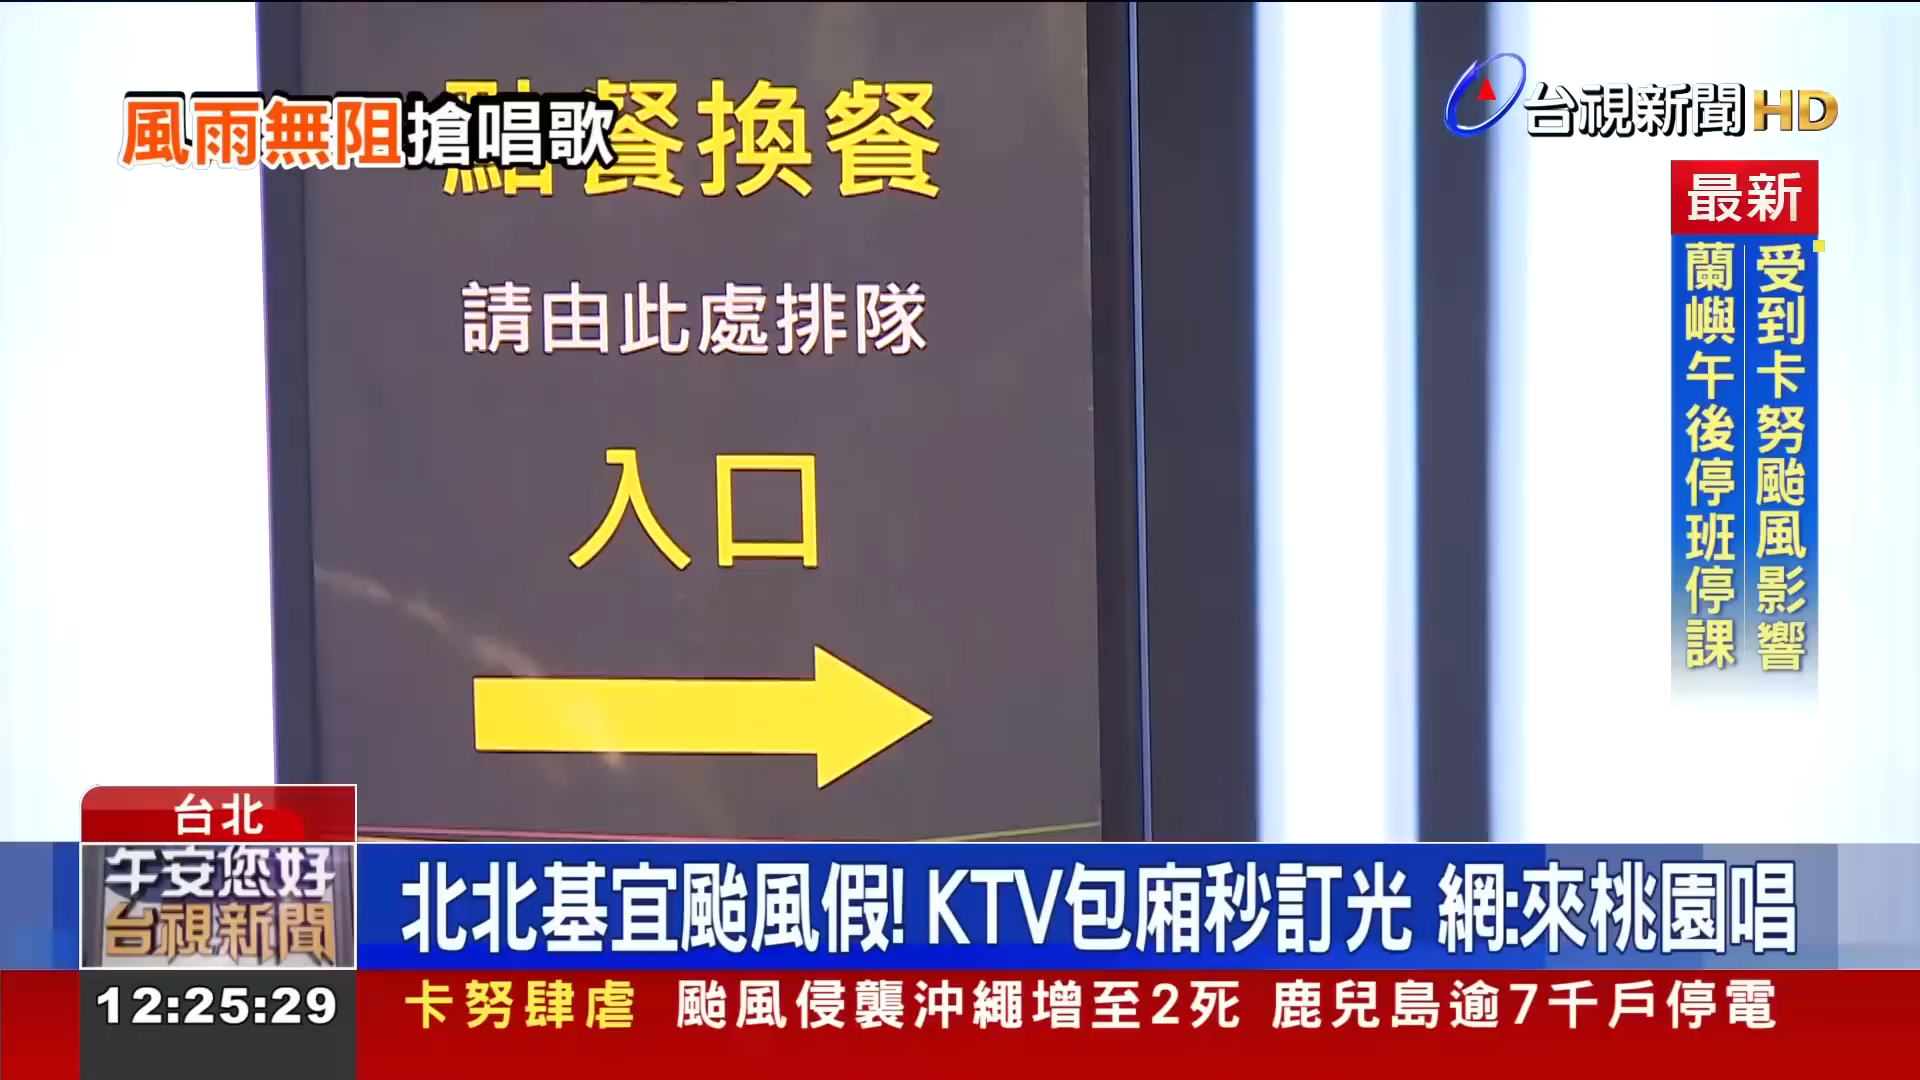 風雨無阻搶唱歌
點餐換餐
請由此處排隊
入口
台視新聞HD
最新
受到卡努颱風影響
蘭嶼午後停班停課
台北
午安您好
台視新聞
北北基宜颱風假! KTV包廂秒訂光 網:來桃園唱
12:25:29
卡努肆虐 颱風侵襲沖繩增至2死 鹿兒島逾7千戶停電